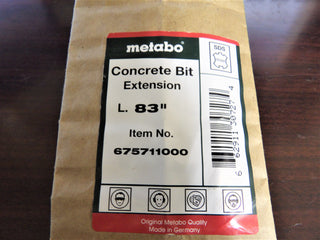 metabo
SDS
Concrete Bit
Extension
L. 83"
Item No.
675711000
Original Metabo Quality
Made in Germany